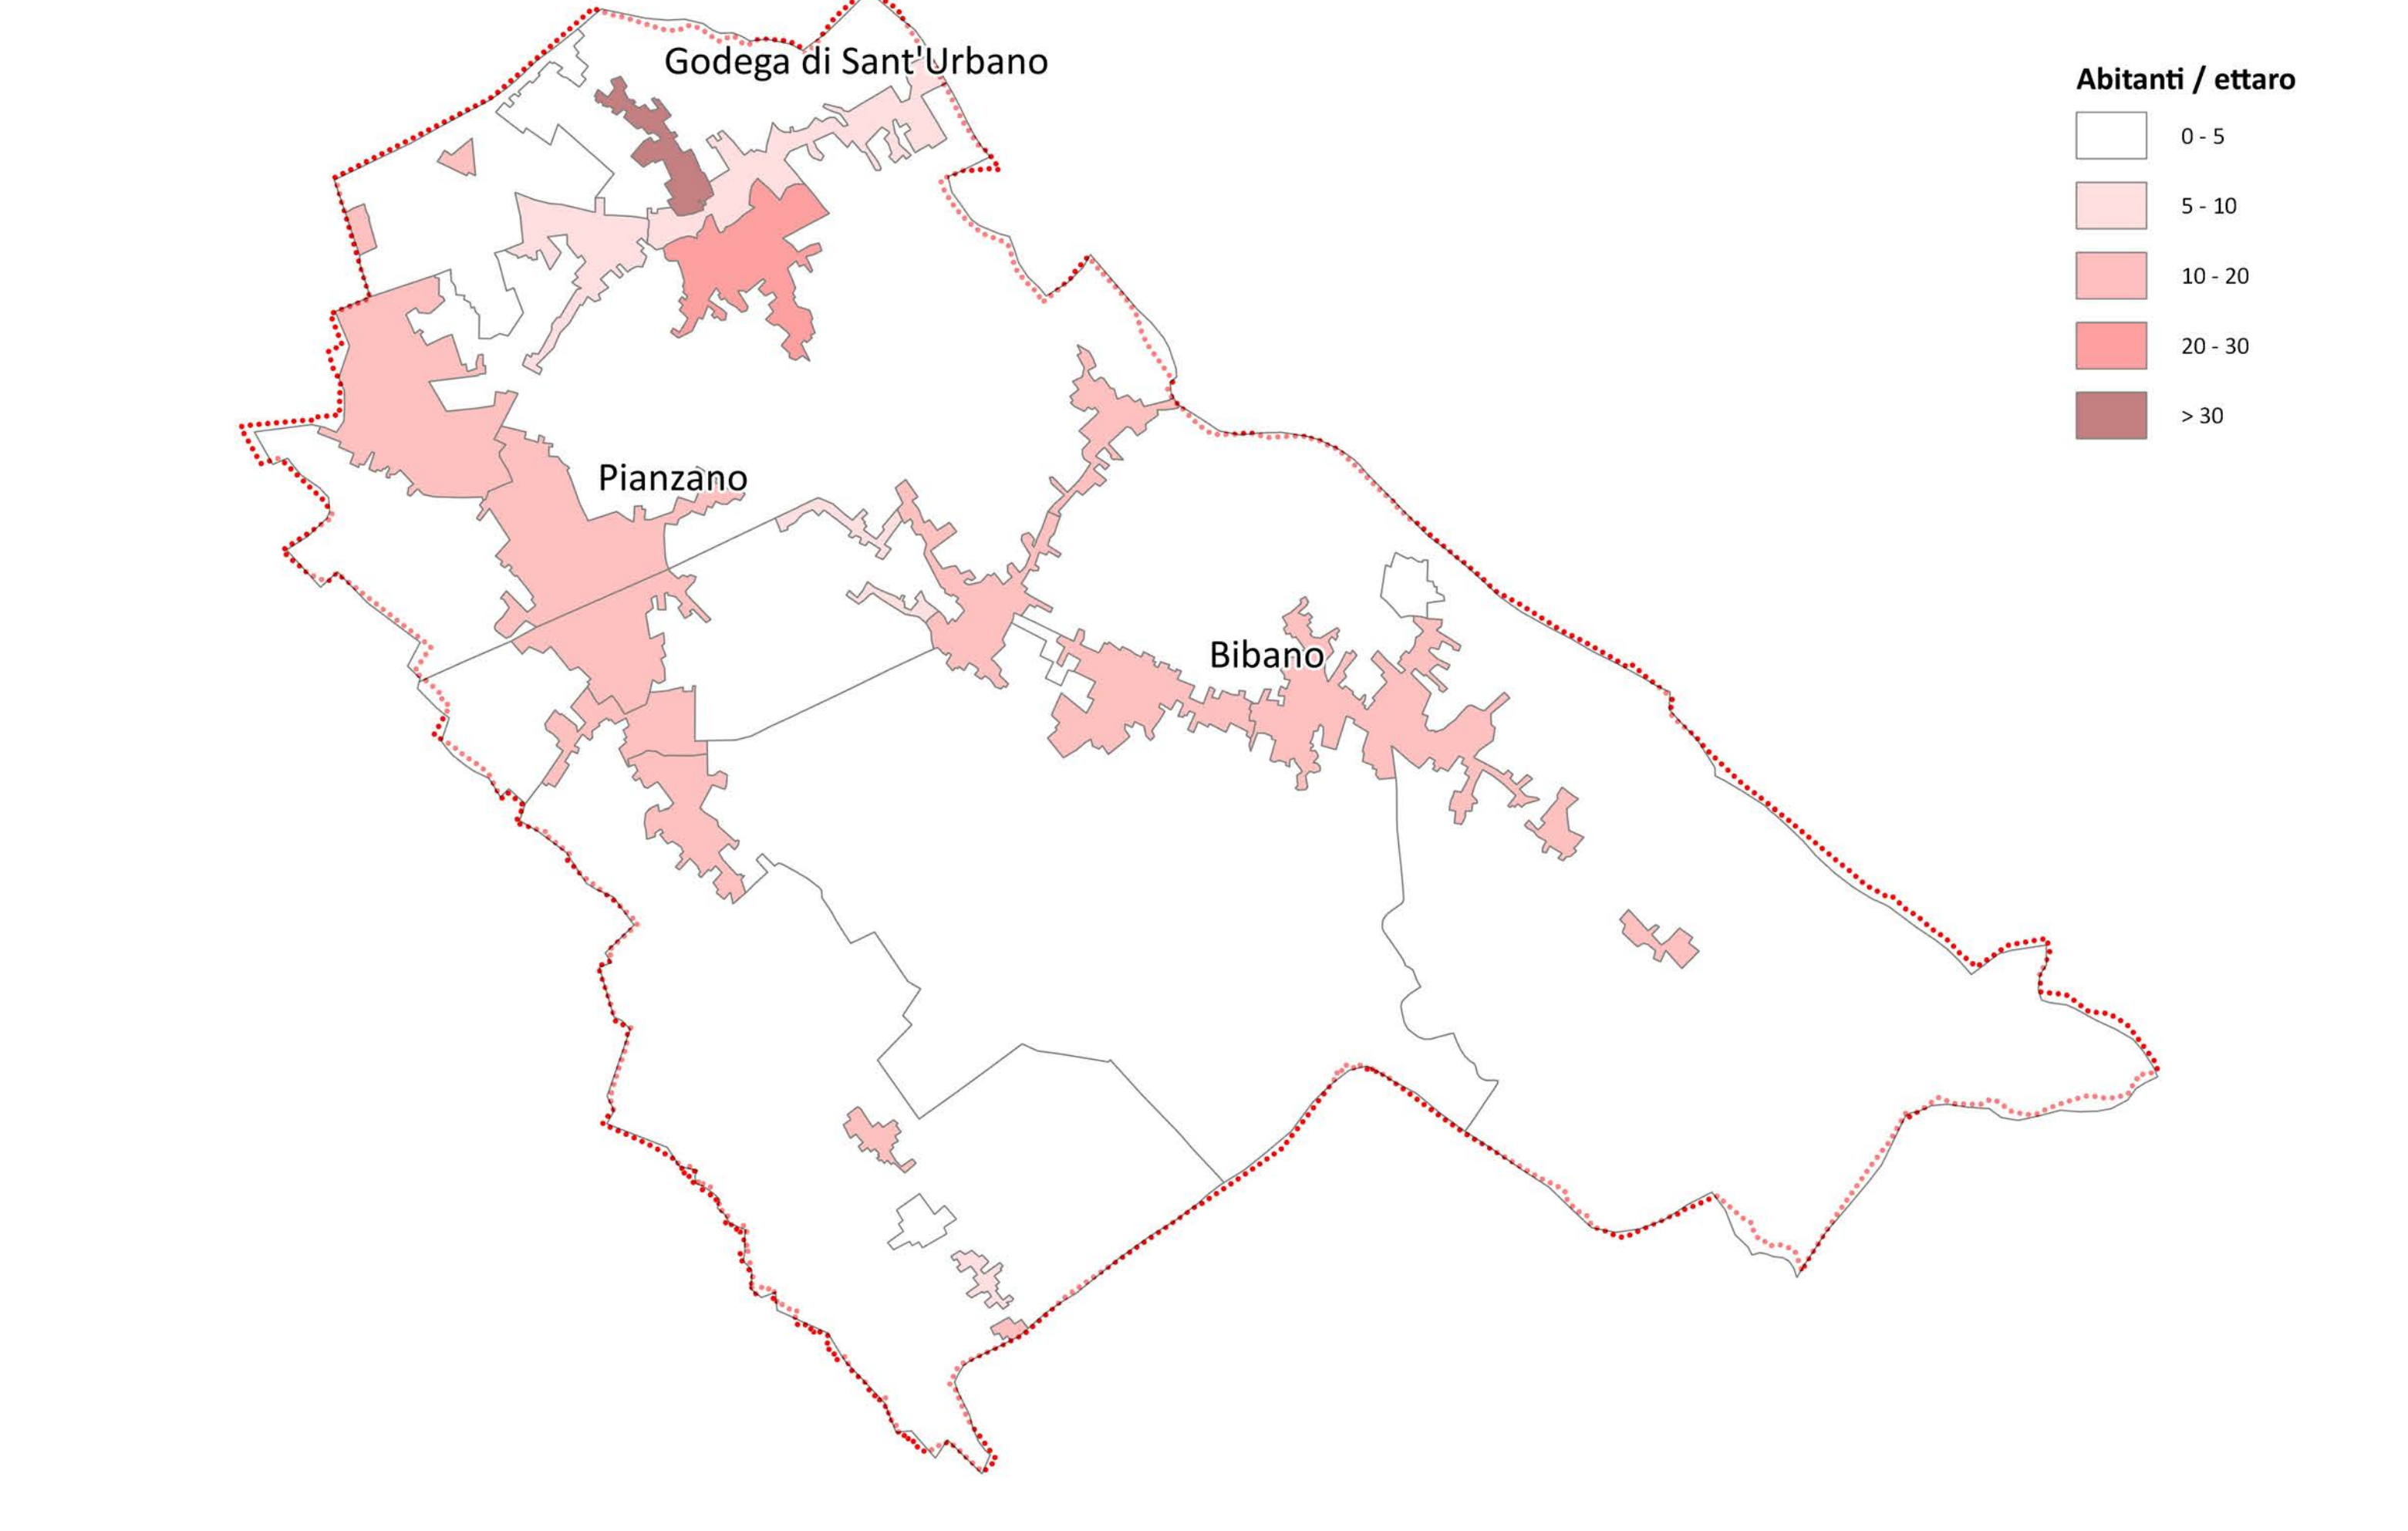 Godega di Sant'Urbano
Abitanti / ettaro
0 - 5
5 - 10
10 - 20
20 - 30
> 30
Pianzano
Bibano